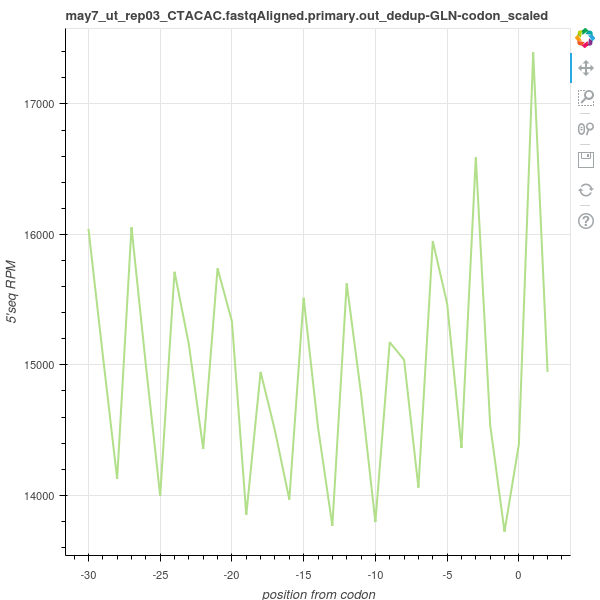 may7_ut_rep03_CTACAC.fastqAligned.primary.out_dedup-GLN-codon_scaled
17000
16000
15000
14000
5'seq RPM
-30 -25 -20 -15 -10 -5 0
position from codon